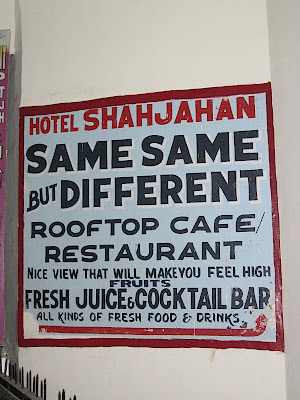 HOTEL SHAHJAHAN
SAME SAME
BUT DIFFERENT
ROOFTOP CAFE/
RESTAURANT
NICE VIEW THAT WILL MAKE YOU FEEL HIGH
FRUITS
FRESH JUICE & COCKTAIL BAR
ALL KINDS OF FRESH FOOD & DRINKS.